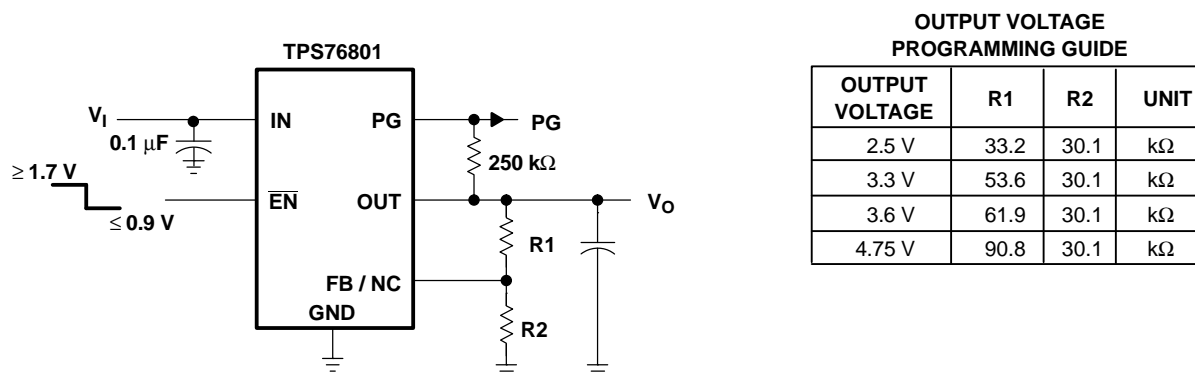 TPS76801
V_I
0.1 μF
IN
PG
PG
250 kΩ
≥ 1.7 V
≤ 0.9 V
E̅N̅
OUT
V_O
R1
FB / NC
GND
R2
OUTPUT VOLTAGE
PROGRAMMING GUIDE
OUTPUT VOLTAGE R1 R2 UNIT
2.5 V 33.2 30.1 kΩ
3.3 V 53.6 30.1 kΩ
3.6 V 61.9 30.1 kΩ
4.75 V 90.8 30.1 kΩ